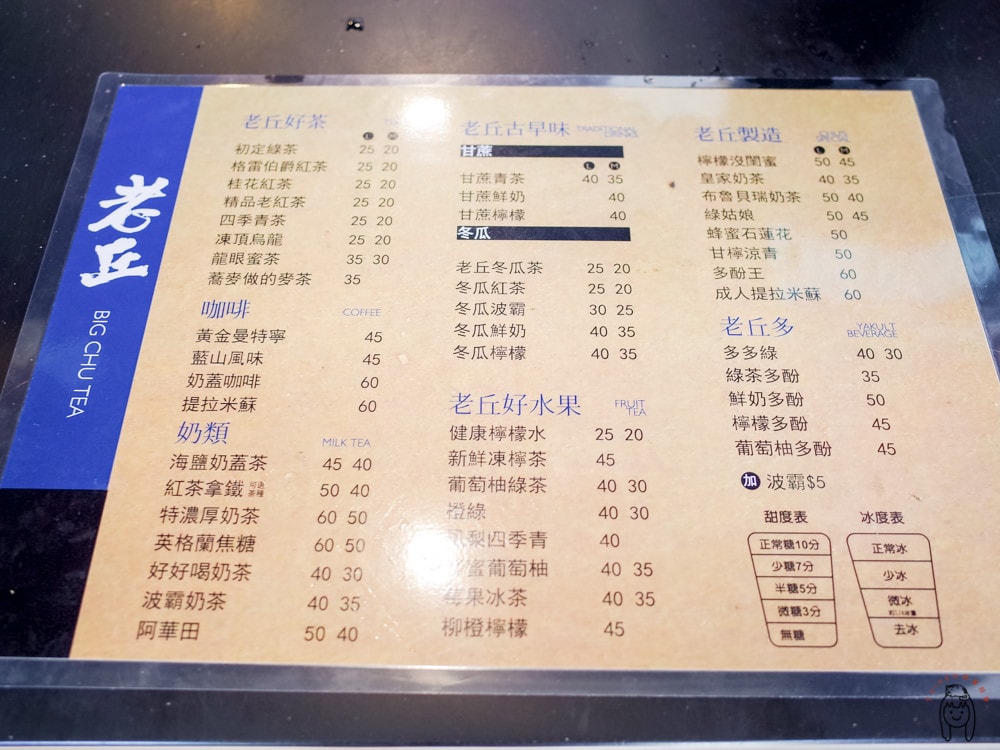 老丘
BIG CHU TEA
老丘好茶
L M
初定綠茶 25 20
格雷伯爵紅茶 25 20
桂花紅茶 25 20
精品老紅茶 25 20
四季青茶 25 20
凍頂烏龍 25 20
龍眼蜜茶 35 30
蕎麥做的麥茶 35
咖啡 COFFEE
黃金曼特寧 45
藍山風味 45
奶蓋咖啡 60
提拉米蘇 60
奶類 MILK TEA
海鹽奶蓋茶 45 40
紅茶拿鐵 可選茶種 50 40
特濃厚奶茶 60 50
英格蘭焦糖 60 50
好好喝奶茶 40 30
波霸奶茶 40 35
阿華田 50 40
老丘古早味 TRADITIONAL
甘蔗
L M
甘蔗青茶 40 35
甘蔗鮮奶 40
甘蔗檸檬 40
冬瓜
老丘冬瓜茶 25 20
冬瓜紅茶 25 20
冬瓜波霸 30 25
冬瓜鮮奶 40 35
冬瓜檸檬 40 35
老丘好水果 FRUIT TEA
健康檸檬水 25 20
新鮮凍檸茶 45
葡萄柚綠茶 40 30
橙綠 40 30
梨四季青 40
蜜葡萄柚 40 35
果冰茶 40 35
柳橙檸檬 45
老丘製造
L M
檸檬沒閨蜜 50 45
皇家奶茶 40 35
布魯貝瑞奶茶 50 40
綠姑娘 50 45
蜂蜜石蓮花 50
甘檸涼青 50
多酚王 60
成人提拉米蘇 60
老丘多 YAKULT BEVERAGE
多多綠 40 30
綠茶多酚 35
鮮奶多酚 50
檸檬多酚 45
葡萄柚多酚 45
加 波霸$5
甜度表
正常糖10分
少糖7分
半糖5分
微糖3分
無糖
冰度表
正常冰
少冰
微冰
去冰